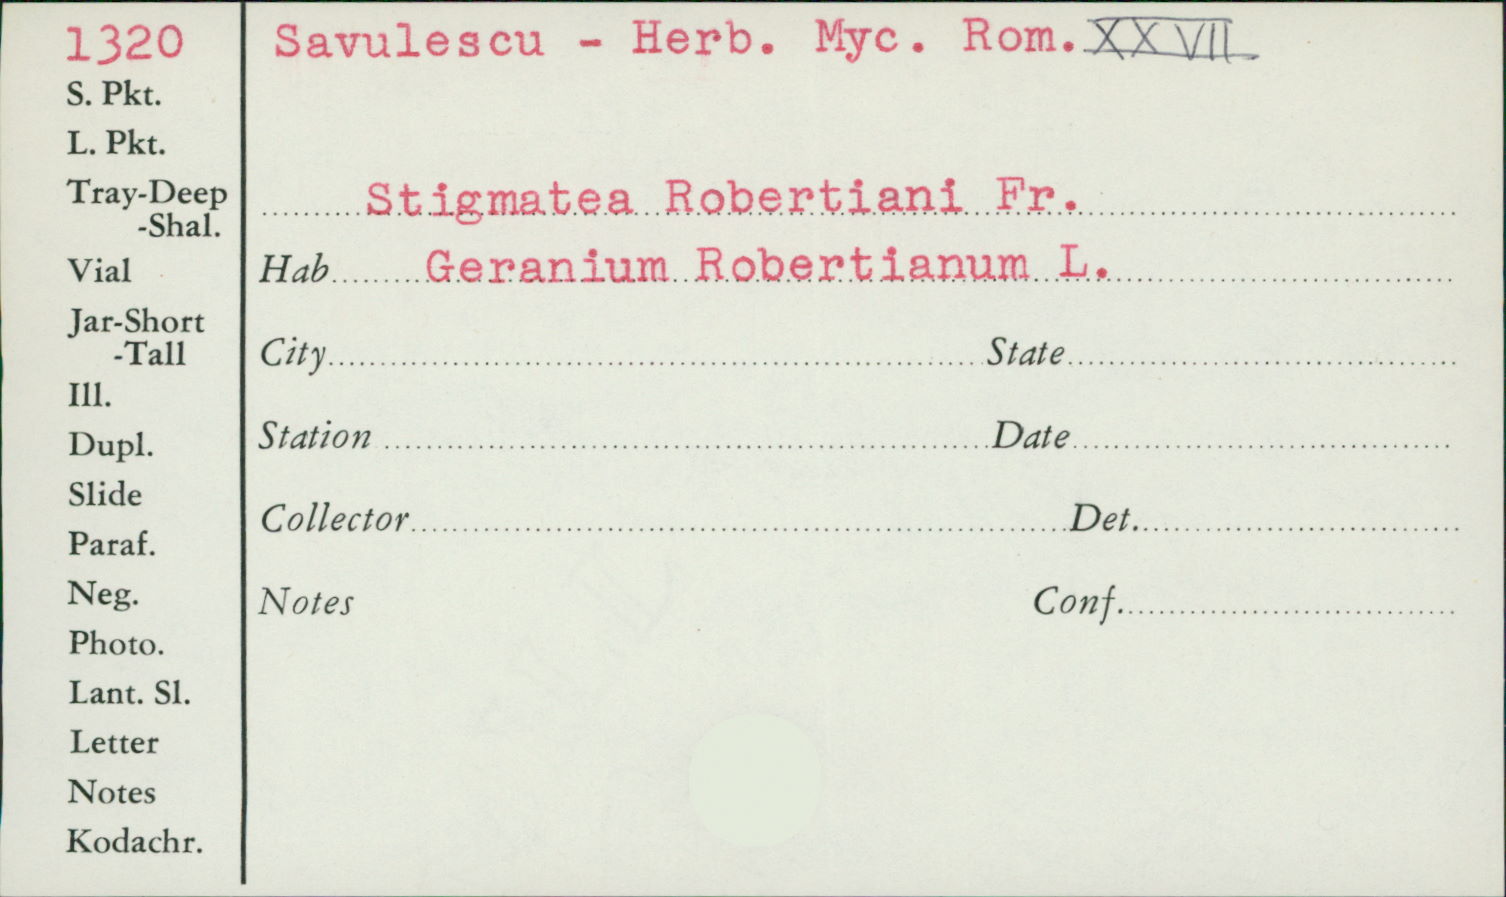 1320
Savulescu - Herb. Myc. Rom. XXVII
S. Pkt.
L. Pkt.
Tray-Deep
-Shal.
Stigmatea Robertiani Fr.
Vial
Hab Geranium Robertianum L.
Jar-Short
-Tall
City State
Ill.
Dupl.
Station Date
Slide
Collector Det.
Paraf.
Neg.
Notes Conf.
Photo.
Lant. Sl.
Letter
Notes
Kodachr.